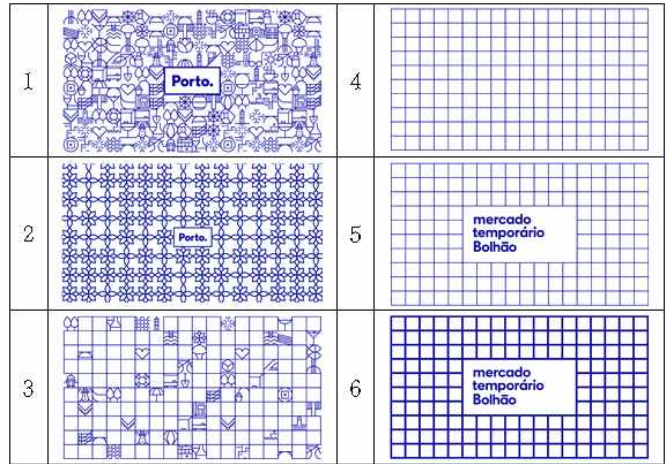 1
Porto.
4
2
Porto.
5
mercado
temporário
Bolhão
3
6
mercado
temporário
Bolhão